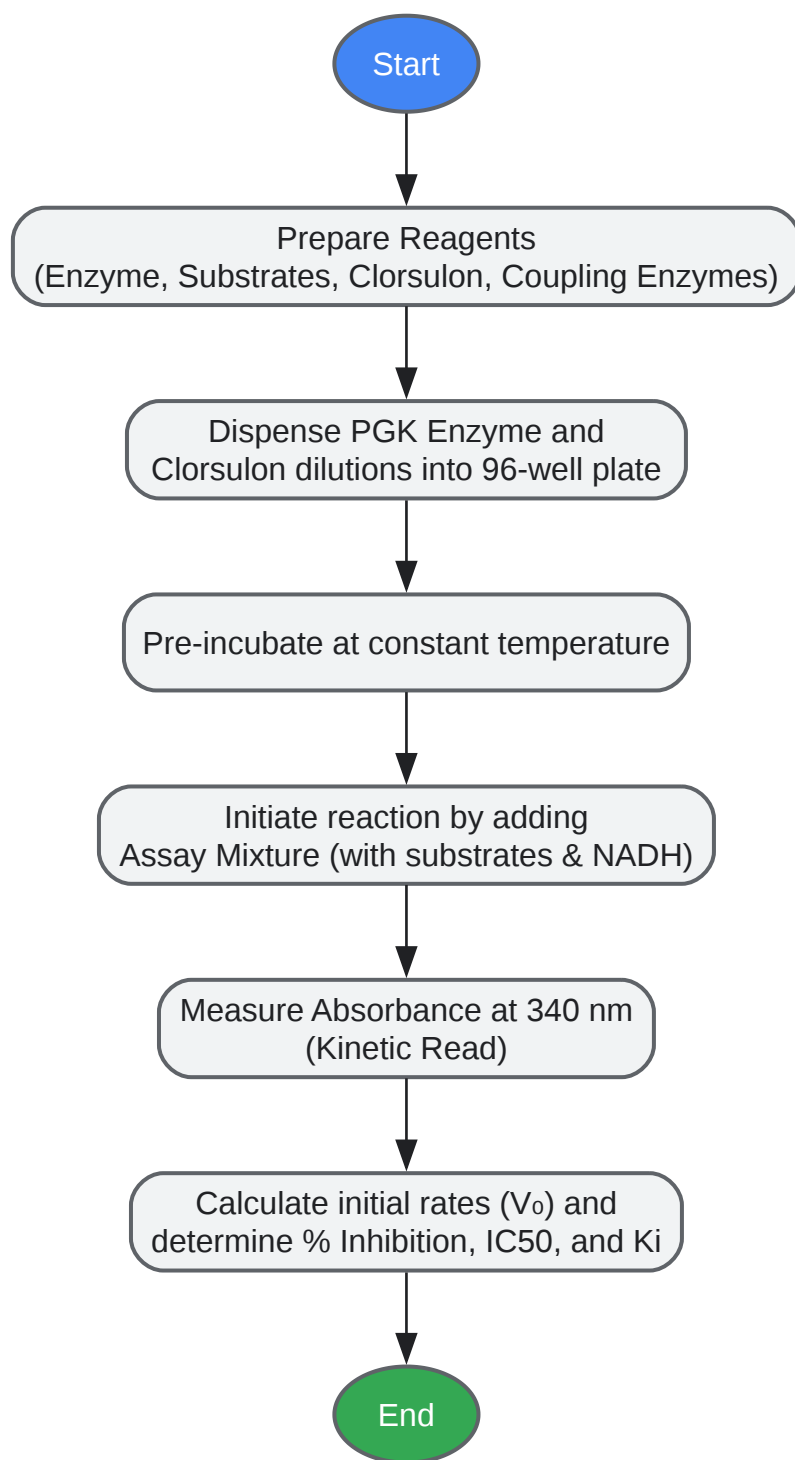 Start
Prepare Reagents
(Enzyme, Substrates, Clorsulon, Coupling Enzymes)
Dispense PGK Enzyme and
Clorsulon dilutions into 96-well plate
Pre-incubate at constant temperature
Initiate reaction by adding
Assay Mixture (with substrates & NADH)
Measure Absorbance at 340 nm
(Kinetic Read)
Calculate initial rates (V₀) and
determine % Inhibition, IC50, and Ki
End